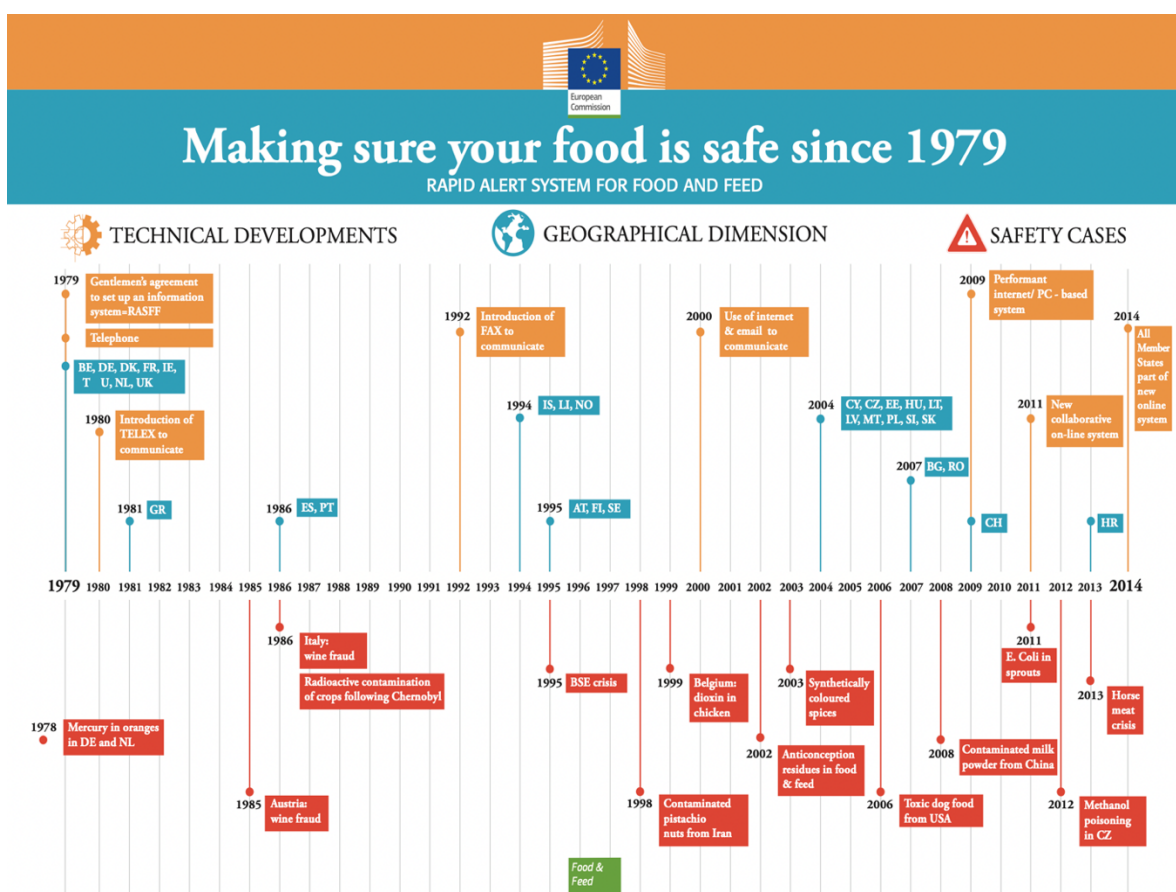 European
Commission
Making sure your food is safe since 1979
RAPID ALERT SYSTEM FOR FOOD AND FEED
TECHNICAL DEVELOPMENTS
GEOGRAPHICAL DIMENSION
SAFETY CASES
1979
Gentlemen's agreement
to set up an information
system=RASFF
Telephone
BE, DE, DK, FR, IE,
T U, NL, UK
1980
Introduction of
TELEX to
communicate
1981
GR
1986
ES, PT
1992
Introduction of
FAX to
communicate
1994
IS, LI, NO
1995
AT, FI, SE
2000
Use of internet
& email to
communicate
2004
CY, CZ, EE, HU, LT,
LV, MT, PL, SI, SK
2007
BG, RO
2009
Performant
internet/ PC - based
system
CH
2011
New
collaborative
on-line system
HR
2014
All
Member
States
part of
new
online
system
1979 1980 1981 1982 1983 1984 1985 1986 1987 1988 1989 1990 1991 1992 1993 1994 1995 1996 1997 1998 1999 2000 2001 2002 2003 2004 2005 2006 2007 2008 2009 2010 2011 2012 2013 2014
1978
Mercury in oranges
in DE and NL
1985
Austria:
wine fraud
1986
Italy:
wine fraud
Radioactive contamination
of crops following Chernobyl
1995
BSE crisis
1998
Contaminated
pistachio
nuts from Iran
1999
Belgium:
dioxin in
chicken
2002
Anticonception
residues in food
& feed
2003
Synthetically
coloured
spices
2006
Toxic dog food
from USA
2008
Contaminated milk
powder from China
2011
E. Coli in
sprouts
2012
Methanol
poisoning
in CZ
2013
Horse
meat
crisis
Food &
Feed